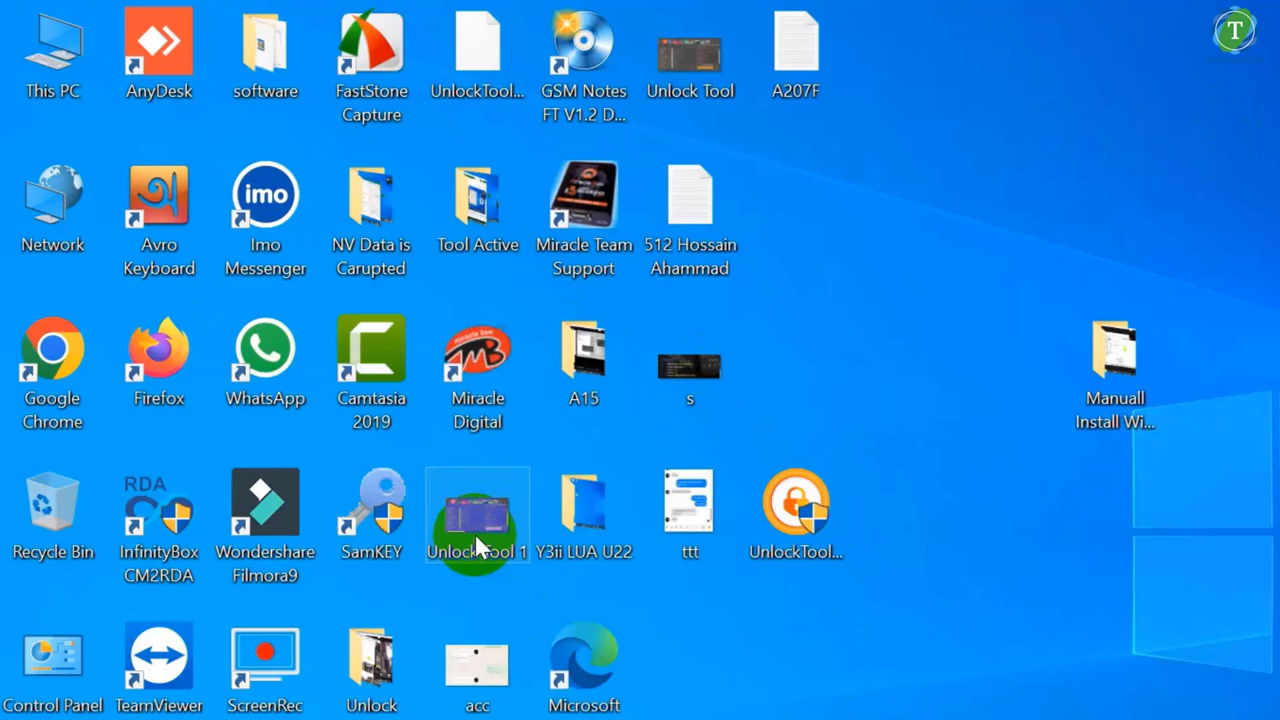 T
This PC
AnyDesk
software
FastStone
Capture
UnlockTool...
GSM Notes
FT V1.2 D...
Unlock Tool
A207F
অ
imo
Network
Avro
Keyboard
Imo
Messenger
NV Data is
Carupted
Tool Active
Miracle Team
Support
512 Hossain
Ahammad
Google
Chrome
Firefox
WhatsApp
Camtasia
2019
Miracle
Digital
A15
s
Manuall
Install Wi...
RDA
Recycle Bin
InfinityBox
CM2RDA
Wondershare
Filmora9
SamKEY
UnlockTool 1
Y3ii LUA U22
ttt
UnlockTool...
Control Panel
TeamViewer
ScreenRec
Unlock
acc
Microsoft